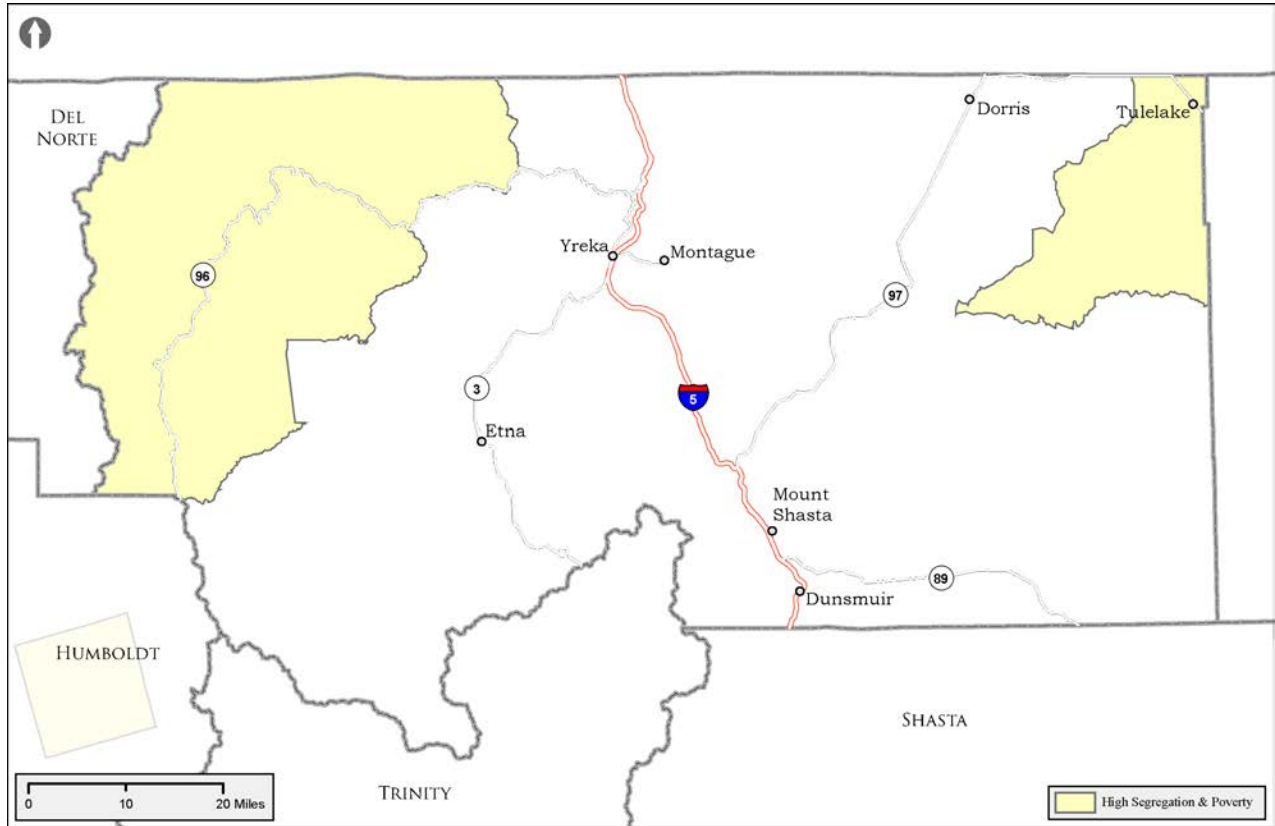 DEL
NORTE
Dorris
Tulelake
Yreka
Montague
96
97
3
5
Etna
Mount
Shasta
89
Dunsmuir
HUMBOLDT
SHASTA
TRINITY
0 10 20 Miles
High Segregation & Poverty